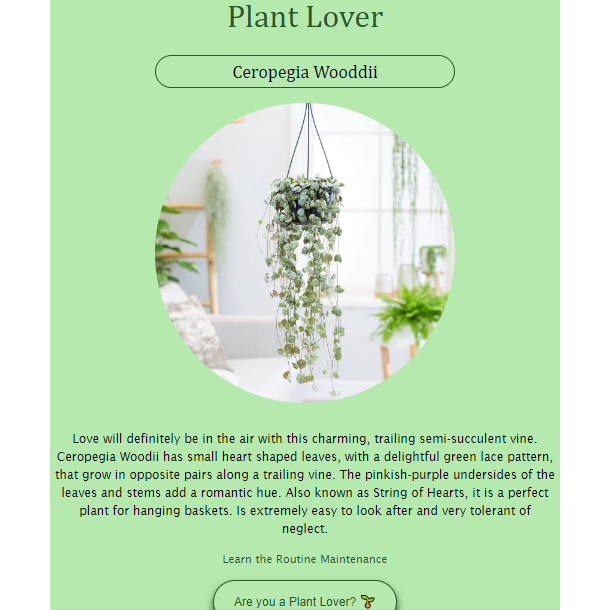 Plant Lover
Ceropegia Wooddii
Love will definitely be in the air with this charming, trailing semi-succulent vine.
Ceropegia Woodii has small heart shaped leaves, with a delightful green lace pattern,
that grow in opposite pairs along a trailing vine. The pinkish-purple undersides of the
leaves and stems add a romantic hue. Also known as String of Hearts, it is a perfect
plant for hanging baskets. Is extremely easy to look after and very tolerant of
neglect.
Learn the Routine Maintenance
Are you a Plant Lover? 🌱